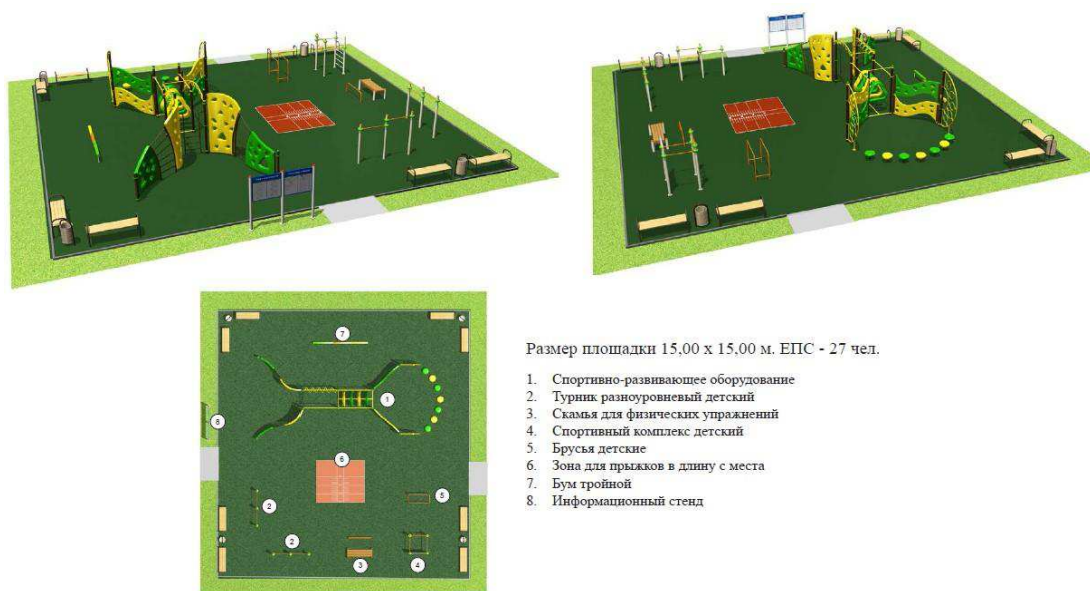 Размер площадки 15,00 х 15,00 м. ЕПС - 27 чел.
1. Спортивно-развивающее оборудование
2. Турник разноуровневый детский
3. Скамья для физических упражнений
4. Спортивный комплекс детский
5. Брусья детские
6. Зона для прыжков в длину с места
7. Бум тройной
8. Информационный стенд
7
1
8
6
5
2
2
3
4